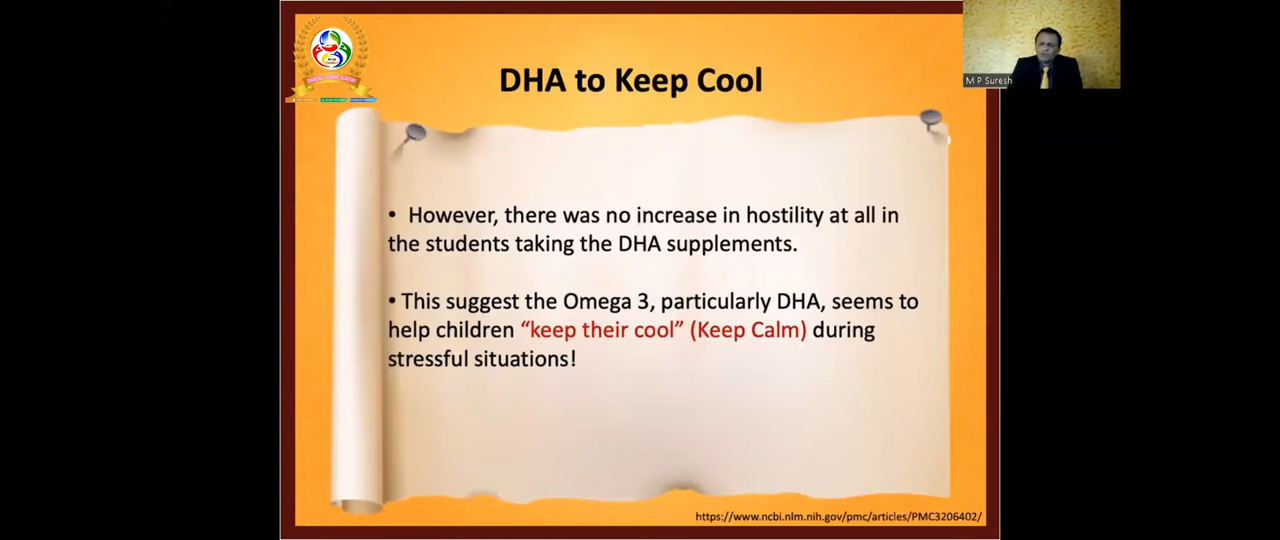 M P Suresh
DHA to Keep Cool
• However, there was no increase in hostility at all in
the students taking the DHA supplements.
• This suggest the Omega 3, particularly DHA, seems to
help children “keep their cool” (Keep Calm) during
stressful situations!
https://www.ncbi.nlm.nih.gov/pmc/articles/PMC3206402/